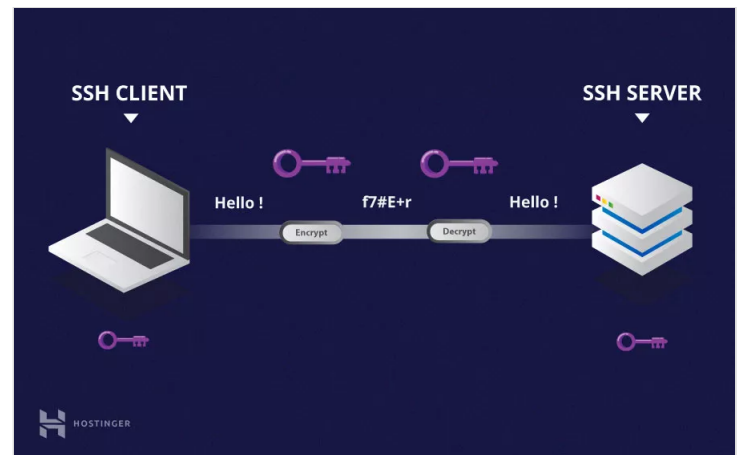 SSH CLIENT
SSH SERVER
Hello !
f7#E+r
Hello !
Encrypt
Decrypt
HOSTINGER